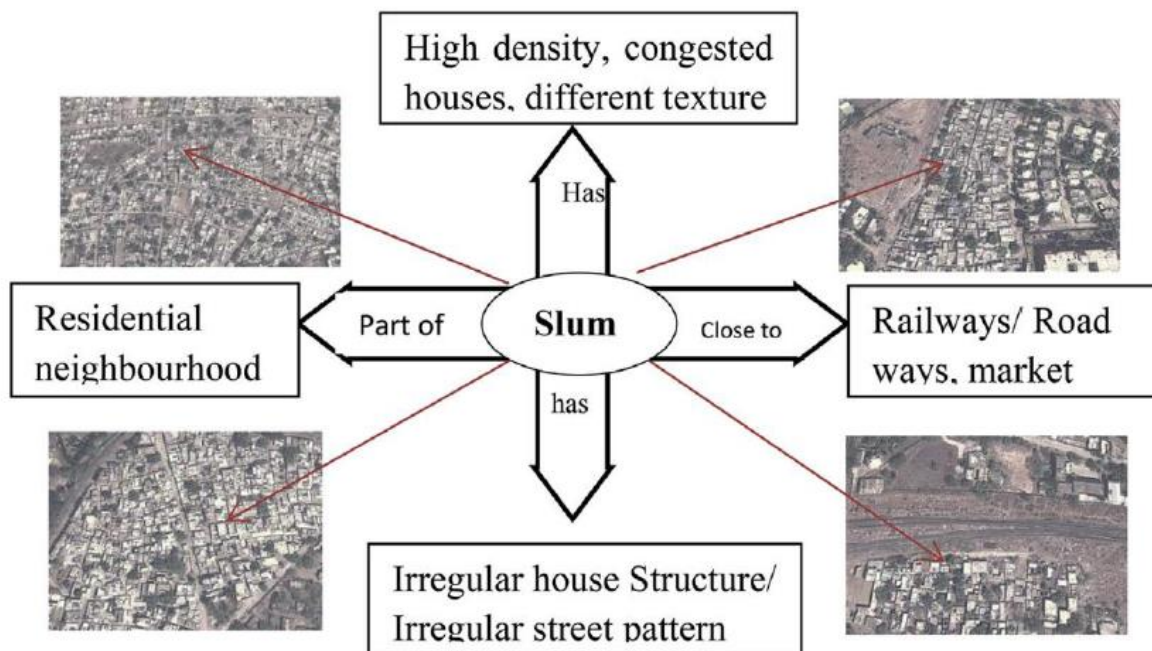 High density, congested
houses, different texture
Has
Residential
neighbourhood
Part of
Slum
Close to
Railways/ Road
ways, market
has
Irregular house Structure/
Irregular street pattern